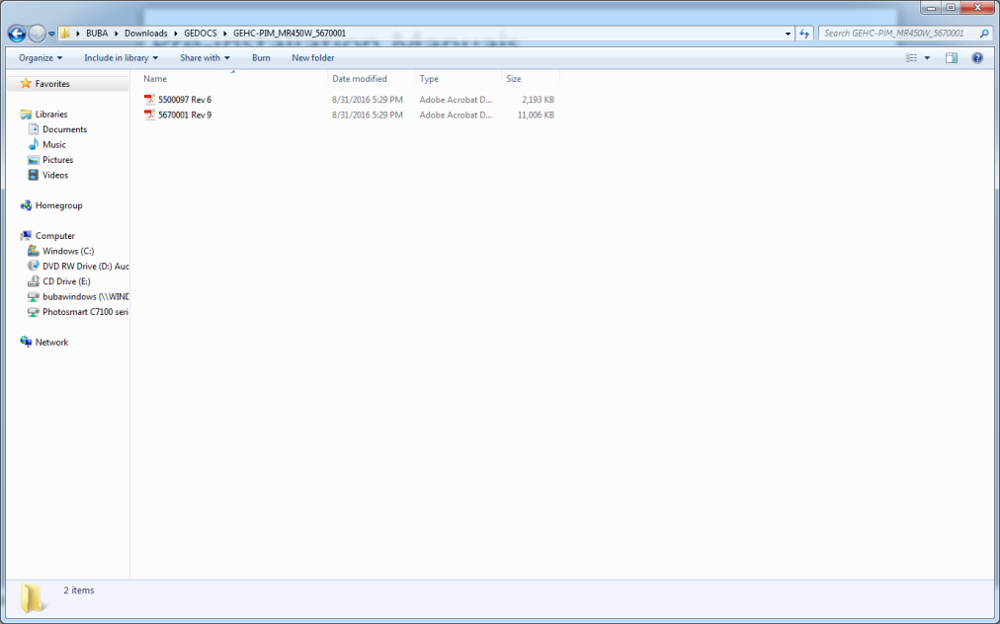 BUBA Downloads GEDOCS GEHC-PIM_MR450W_5670001
Search GEHC-PIM_MR450W_5670001
Organize Include in library Share with Burn New folder
Name Date modified Type Size
Favorites
5500097 Rev 6 8/31/2016 5:29 PM Adobe Acrobat D... 2,193 KB
5670001 Rev 9 8/31/2016 5:29 PM Adobe Acrobat D... 11,006 KB
Libraries
Documents
Music
Pictures
Videos
Homegroup
Computer
Windows (C:)
DVD RW Drive (D:) Auc
CD Drive (E:)
bubawindows (\\WIND
Photosmart C7100 seri
Network
2 items